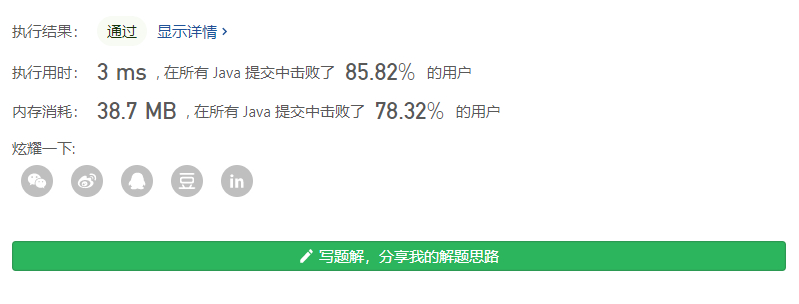 执行结果： 通过 显示详情 ›
执行用时： 3 ms , 在所有 Java 提交中击败了 85.82% 的用户
内存消耗： 38.7 MB , 在所有 Java 提交中击败了 78.32% 的用户
炫耀一下:
豆 in
写题解，分享我的解题思路